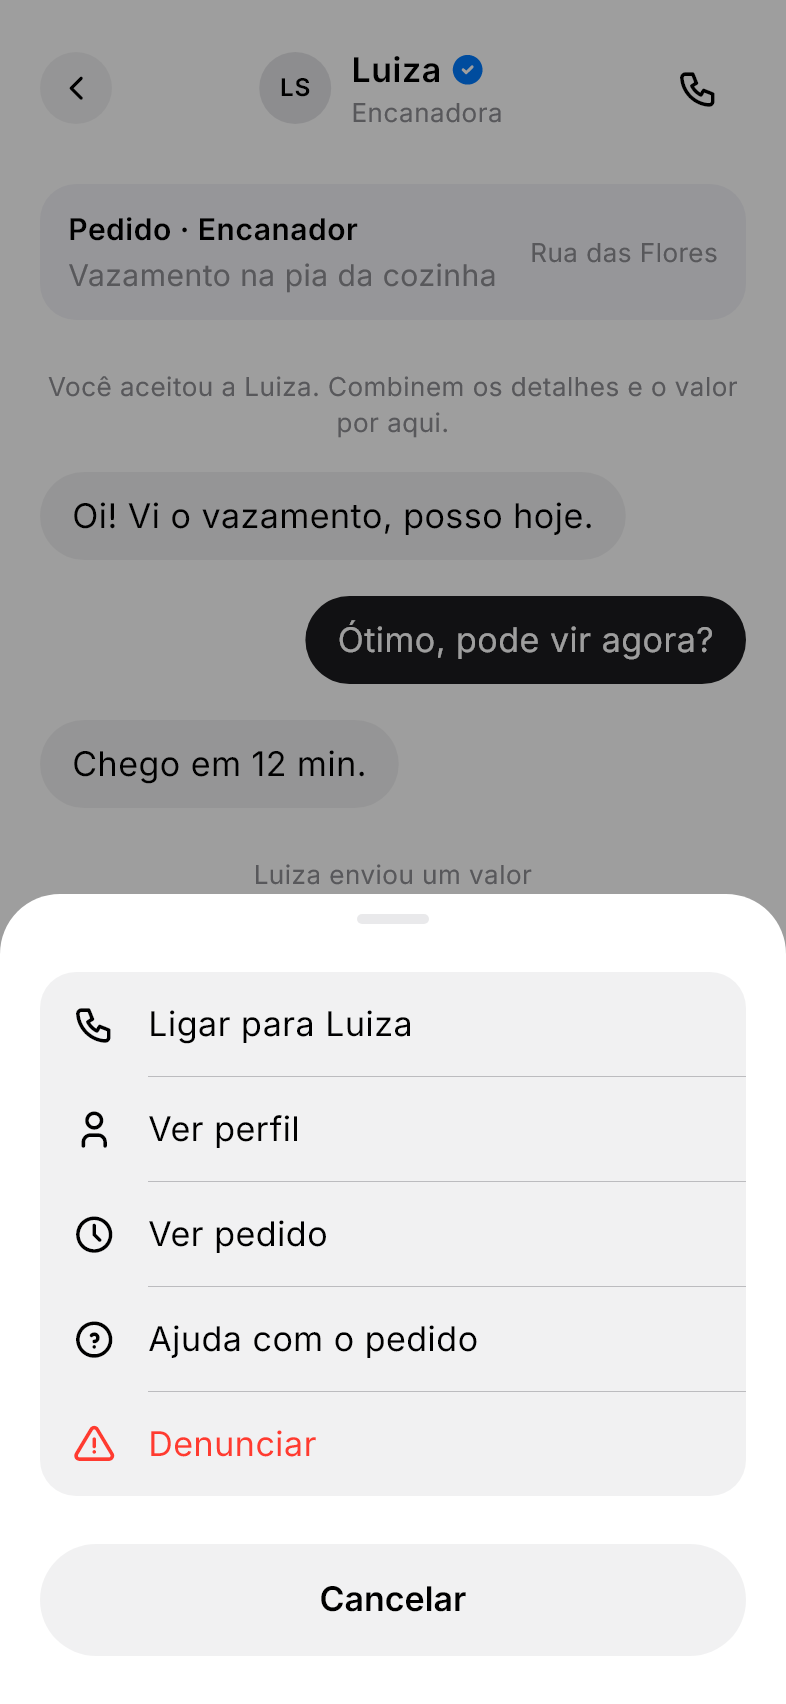 LS
Luiza
Encanadora
Pedido · Encanador
Vazamento na pia da cozinha
Rua das Flores
Você aceitou a Luiza. Combinem os detalhes e o valor
por aqui.
Oi! Vi o vazamento, posso hoje.
Ótimo, pode vir agora?
Chego em 12 min.
Luiza enviou um valor
Ligar para Luiza
Ver perfil
Ver pedido
Ajuda com o pedido
Denunciar
Cancelar